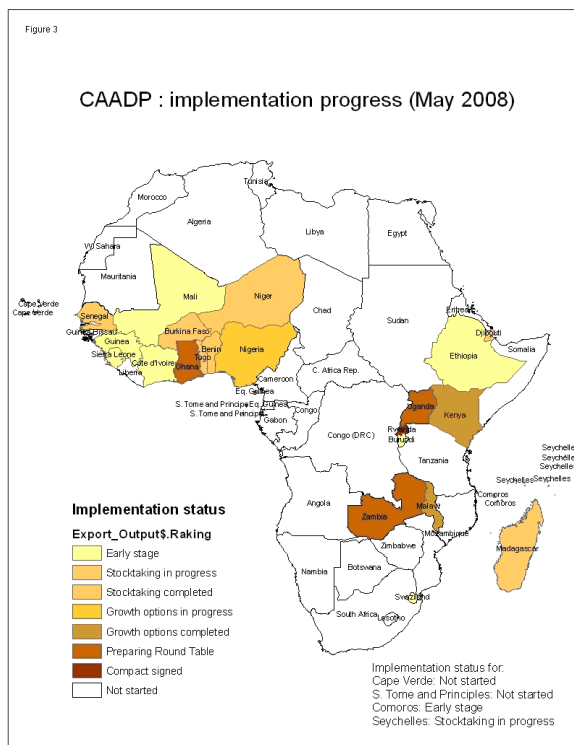 Figure 3
CAADP : implementation progress (May 2008)
Tunisia
Morocco
Algeria
Libya
Egypt
W Sahara
Mauritania
Cape Verde
Cape Verde
Mali
Niger
Chad
Sudan
Eritrea
Senegal
Guinea Bissau
Guinea
Sierra Leone
Liberia
Cote d'Ivoire
Burkina Faso
Ghana
Togo
Benin
Nigeria
Djibouti
Ethiopia
Somalia
Cameroon
C. Africa Rep.
Eq. Guinea
S. Tome and Principe
Eq. Guinea
S. Tome and Principe
Congo
Gabon
Congo (DRC)
Uganda
Kenya
Rwanda
Burundi
Tanzania
Seychelles
Seychelles
Seychelles
Seychelles
Seychelles
Comoros
Comoros
Angola
Zambia
Malawi
Mozambique
Zimbabwe
Madagascar
Namibia
Botswana
Swaziland
South Africa
Lesotho
Implementation status
Export_Output$.Raking
Early stage
Stocktaking in progress
Stocktaking completed
Growth options in progress
Growth options completed
Preparing Round Table
Compact signed
Not started
Implementation status for:
Cape Verde: Not started
S. Tome and Principles: Not started
Comoros: Early stage
Seychelles: Stocktaking in progress